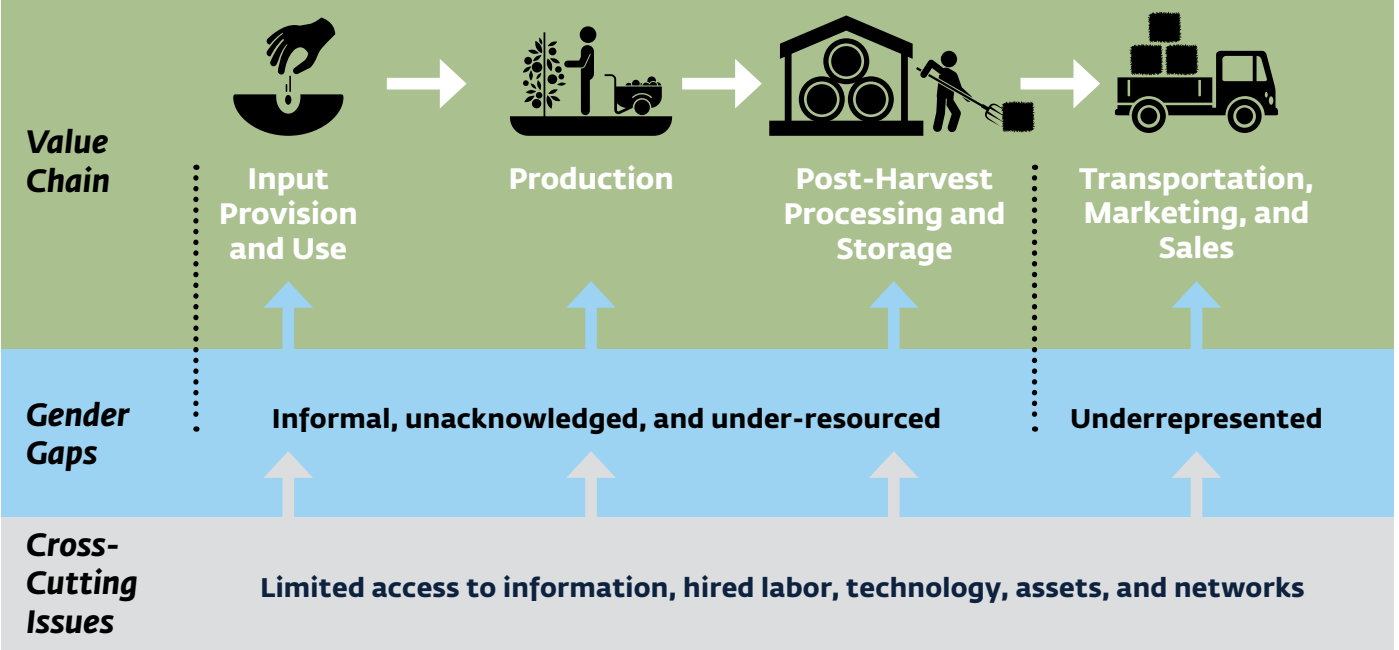 Value
Chain
Input
Provision
and Use
Production
Post-Harvest
Processing and
Storage
Transportation,
Marketing, and
Sales
Gender
Gaps
Informal, unacknowledged, and under-resourced
Underrepresented
Cross-
Cutting
Issues
Limited access to information, hired labor, technology, assets, and networks